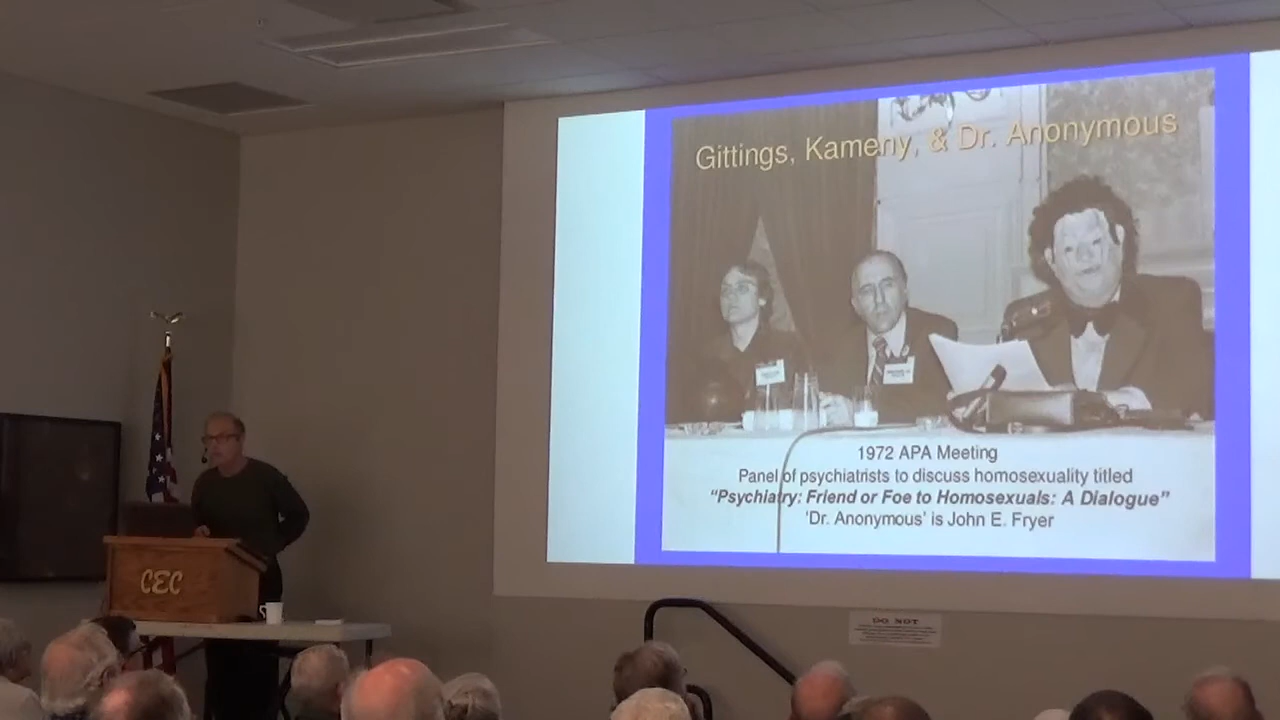 Gittings, Kameny, & Dr. Anonymous
1972 APA Meeting
Panel of psychiatrists to discuss homosexuality titled
"Psychiatry: Friend or Foe to Homosexuals: A Dialogue"
'Dr. Anonymous' is John E. Fryer
CEC
DO NOT